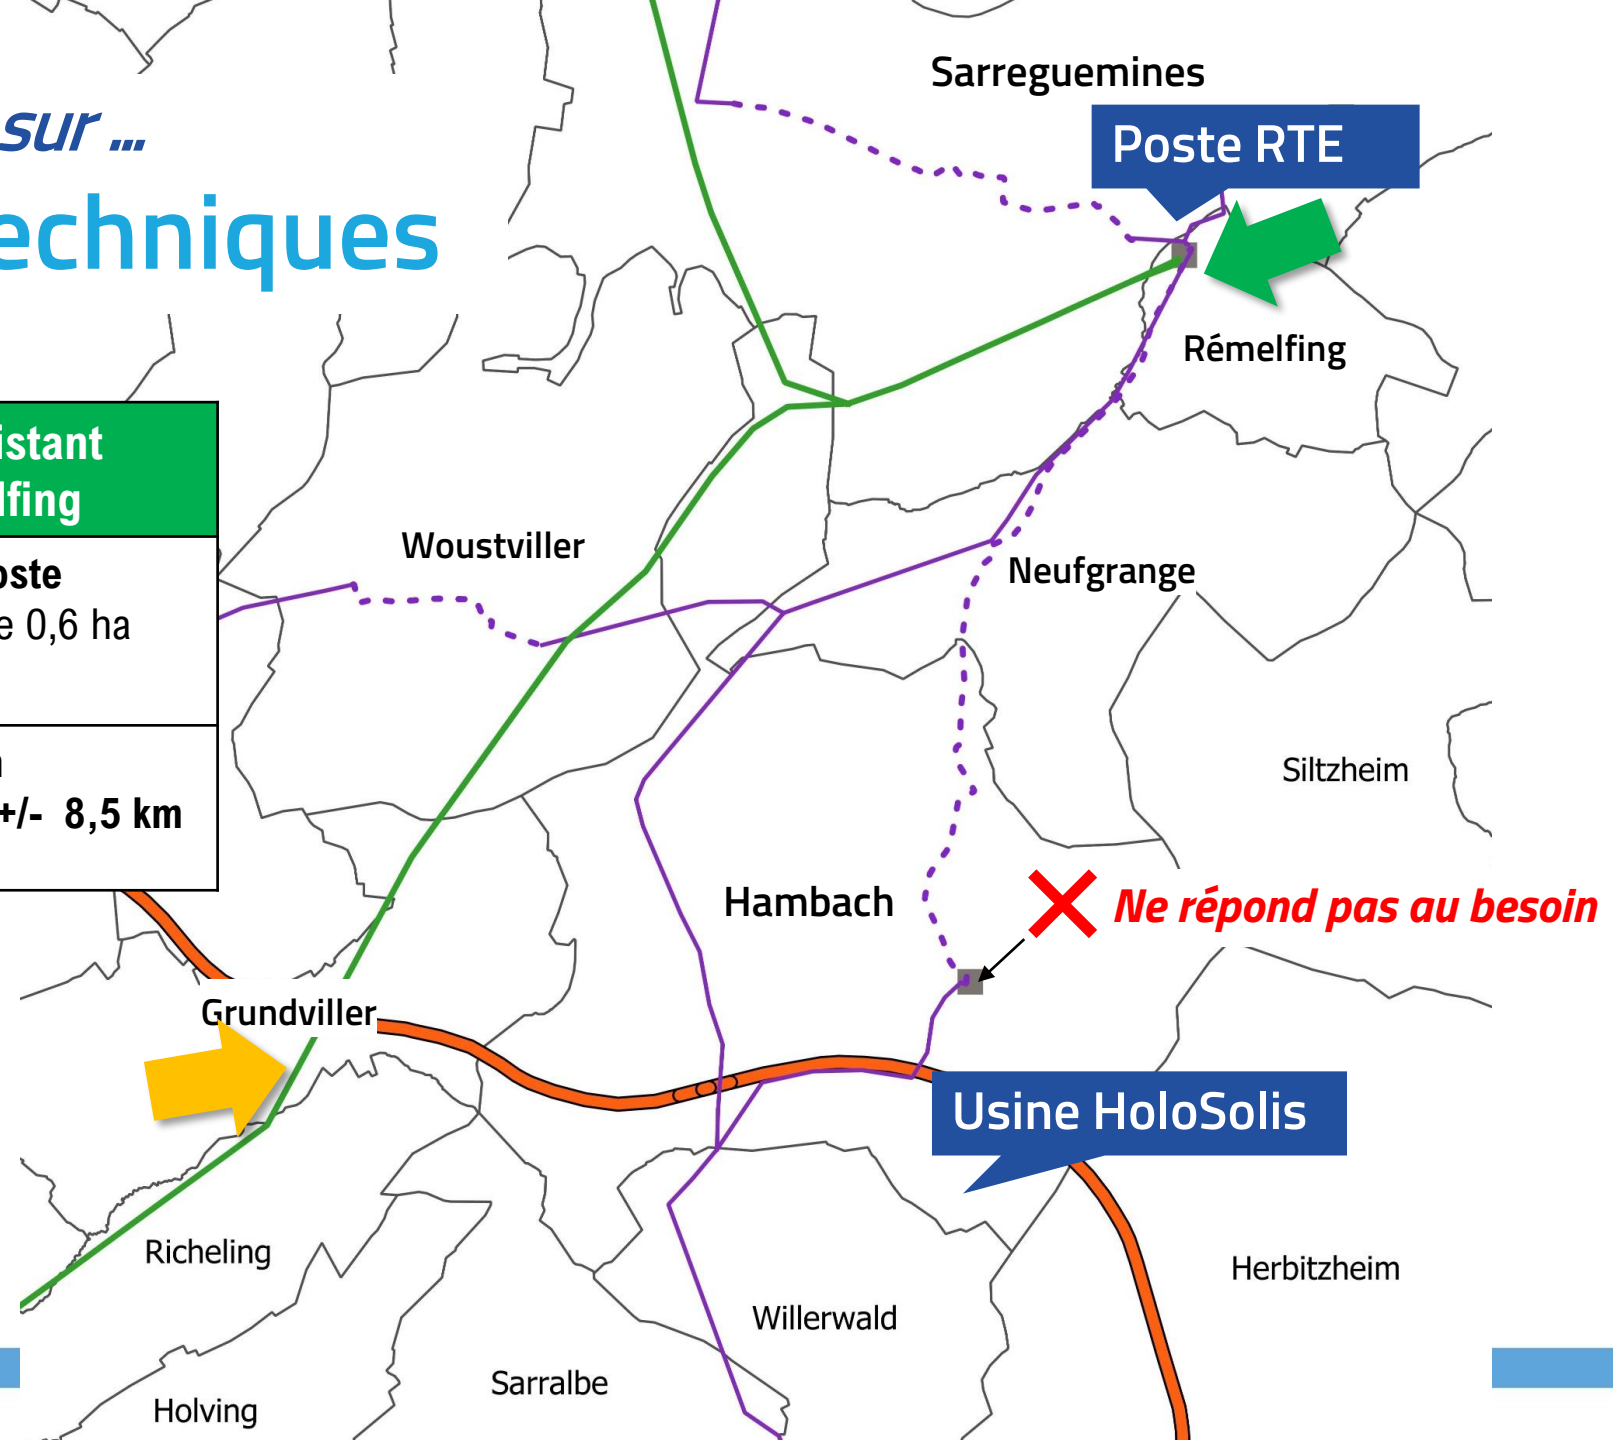 sur ...
echniques
Sarreguemines
Poste RTE
Rémelfing
istant
lfing
oste
e 0,6 ha
+/- 8,5 km
Woustviller
Neufgrange
Siltzheim
Hambach
Ne répond pas au besoin
Grundviller
Usine HoloSolis
Richeling
Herbitzheim
Willerwald
Sarralbe
Holving